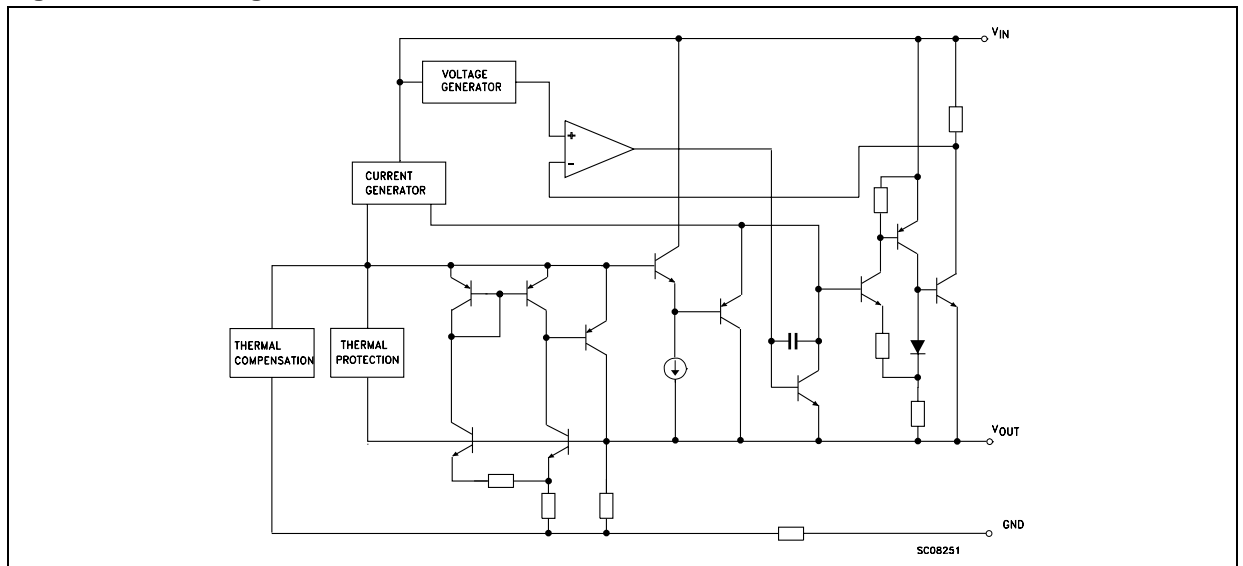 VIN
VOLTAGE
GENERATOR
+
-
CURRENT
GENERATOR
THERMAL
COMPENSATION
THERMAL
PROTECTION
VOUT
GND
SC08251